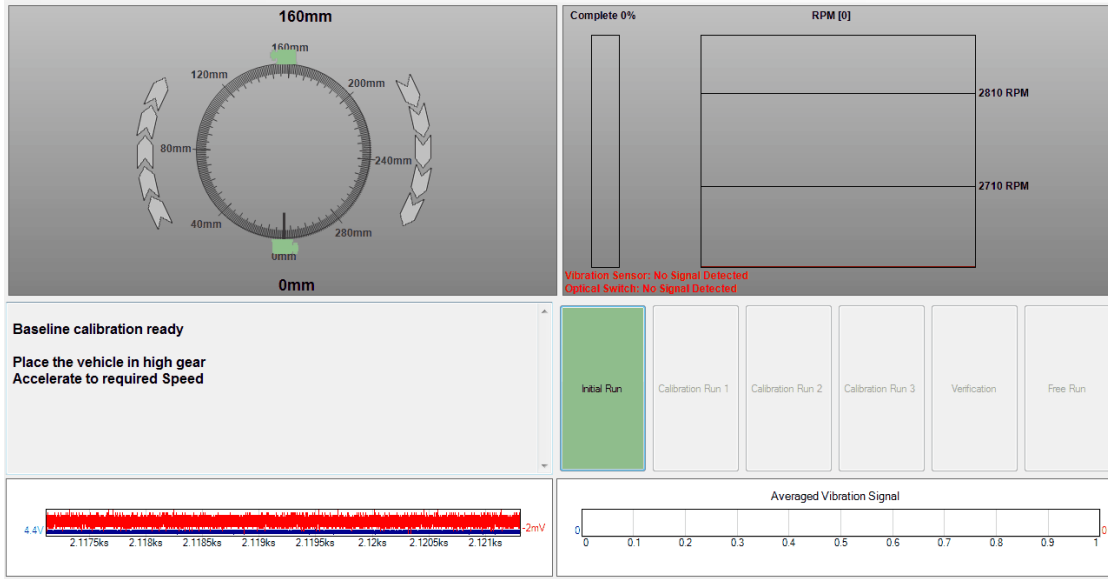 160mm
160mm
120mm
200mm
80mm
240mm
40mm
280mm
0mm
0mm
Complete 0%
RPM [0]
2810 RPM
2710 RPM
Vibration Sensor: No Signal Detected
Optical Switch: No Signal Detected
Baseline calibration ready
Place the vehicle in high gear
Accelerate to required Speed
Initial Run
Calibration Run 1
Calibration Run 2
Calibration Run 3
Verification
Free Run
4.4V
-2mV
2.1175ks 2.118ks 2.1185ks 2.119ks 2.1195ks 2.12ks 2.1205ks 2.121ks
Averaged Vibration Signal
0
0
0 0.1 0.2 0.3 0.4 0.5 0.6 0.7 0.8 0.9 1